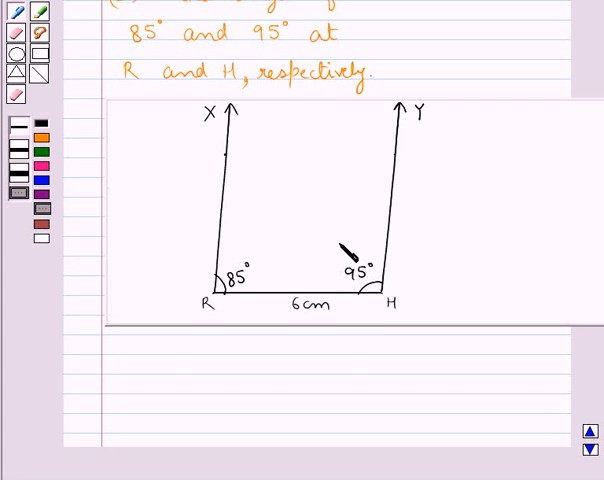 85° and 95° at
R and H, respectively.
X Y
85° 95°
R 6cm H